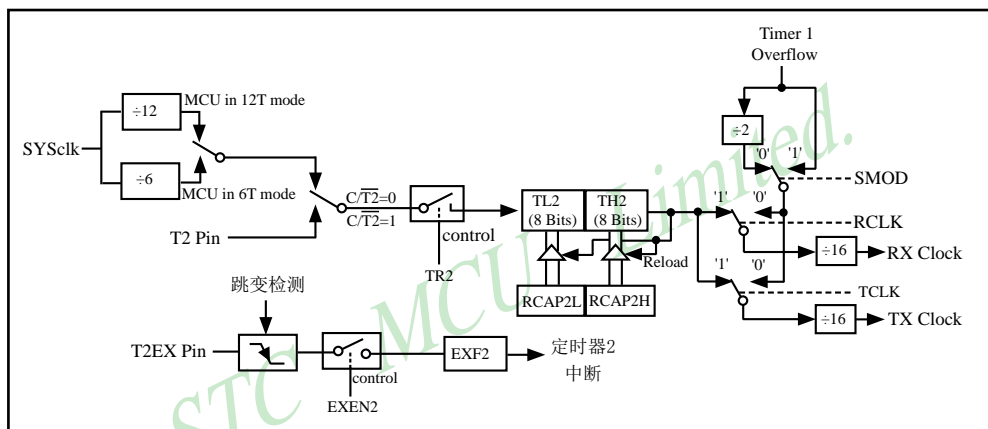 Timer 1
Overflow
÷12
MCU in 12T mode
SYSclk
÷6
MCU in 6T mode
÷2
'0'
'1'
SMOD
C/T2=0
C/T2=1
T2 Pin
control
TR2
TL2
(8 Bits)
TH2
(8 Bits)
Reload
RCAP2L
RCAP2H
'1'
'0'
RCLK
÷16
RX Clock
'1'
'0'
TCLK
÷16
TX Clock
跳变检测
T2EX Pin
control
EXEN2
EXF2
定时器2
中断
STC MCU Limited.